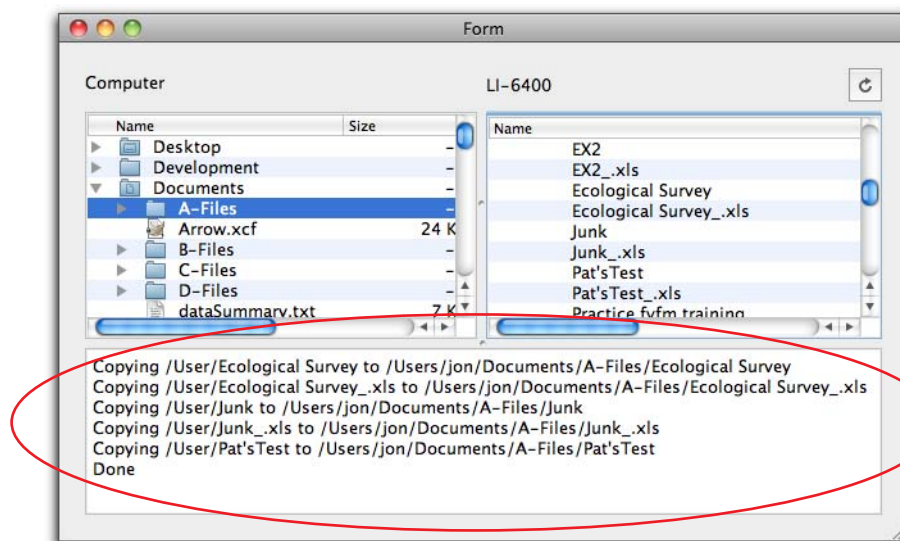 Form
Computer
LI-6400
Name Size
Desktop –
Development –
Documents –
A-Files –
Arrow.xcf 24 K
B-Files –
C-Files –
D-Files –
dataSummary.txt 7 K
Name
EX2
EX2_.xls
Ecological Survey
Ecological Survey_.xls
Junk
Junk_.xls
Pat'sTest
Pat'sTest_.xls
Practice fvfm training
Copying /User/Ecological Survey to /Users/jon/Documents/A-Files/Ecological Survey
Copying /User/Ecological Survey_.xls to /Users/jon/Documents/A-Files/Ecological Survey_.xls
Copying /User/Junk to /Users/jon/Documents/A-Files/Junk
Copying /User/Junk_.xls to /Users/jon/Documents/A-Files/Junk_.xls
Copying /User/Pat'sTest to /Users/jon/Documents/A-Files/Pat'sTest
Done